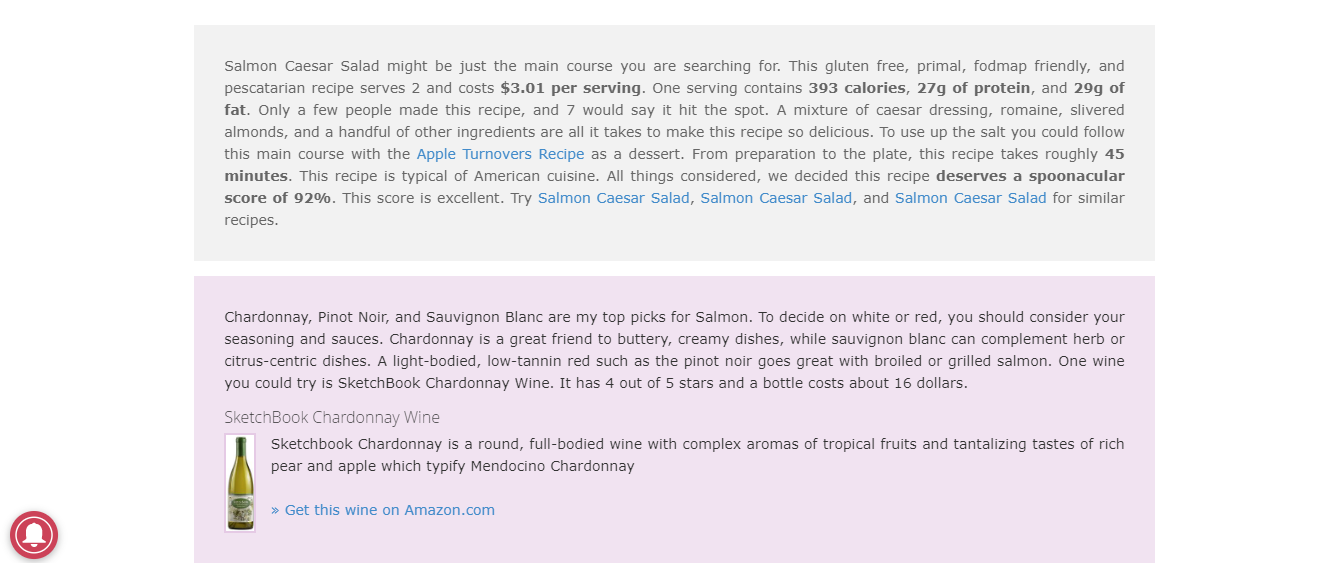 Salmon Caesar Salad might be just the main course you are searching for. This gluten free, primal, fodmap friendly, and
pescatarian recipe serves 2 and costs $3.01 per serving. One serving contains 393 calories, 27g of protein, and 29g of
fat. Only a few people made this recipe, and 7 would say it hit the spot. A mixture of caesar dressing, romaine, slivered
almonds, and a handful of other ingredients are all it takes to make this recipe so delicious. To use up the salt you could follow
this main course with the Apple Turnovers Recipe as a dessert. From preparation to the plate, this recipe takes roughly 45
minutes. This recipe is typical of American cuisine. All things considered, we decided this recipe deserves a spoonacular
score of 92%. This score is excellent. Try Salmon Caesar Salad, Salmon Caesar Salad, and Salmon Caesar Salad for similar
recipes.
Chardonnay, Pinot Noir, and Sauvignon Blanc are my top picks for Salmon. To decide on white or red, you should consider your
seasoning and sauces. Chardonnay is a great friend to buttery, creamy dishes, while sauvignon blanc can complement herb or
citrus-centric dishes. A light-bodied, low-tannin red such as the pinot noir goes great with broiled or grilled salmon. One wine
you could try is SketchBook Chardonnay Wine. It has 4 out of 5 stars and a bottle costs about 16 dollars.
SketchBook Chardonnay Wine
Sketchbook Chardonnay is a round, full-bodied wine with complex aromas of tropical fruits and tantalizing tastes of rich
pear and apple which typify Mendocino Chardonnay
» Get this wine on Amazon.com